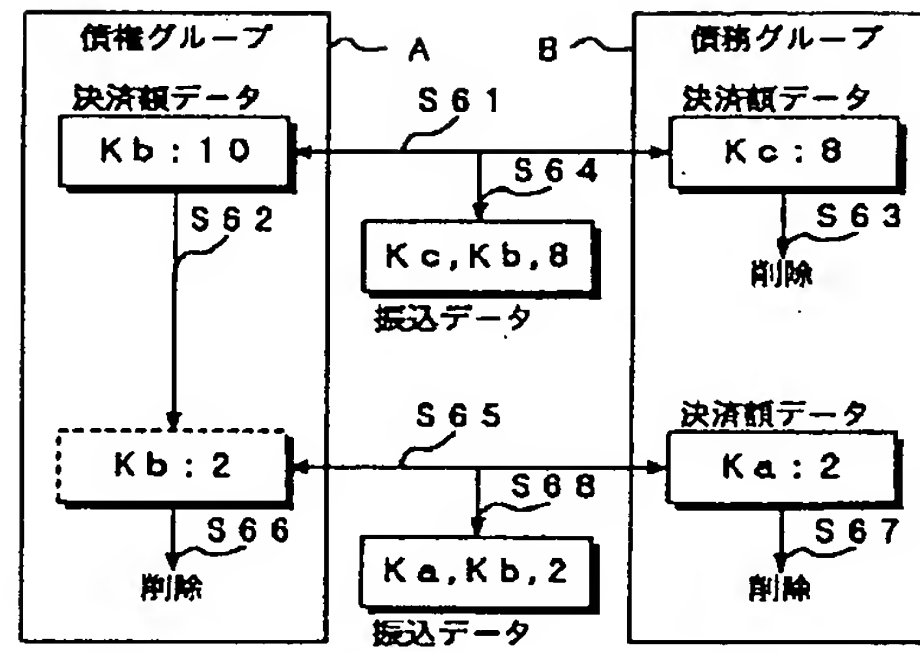 債権グループ
A
B
債務グループ
決済額データ
S61
決済額データ
Kb:10
Kc:8
S64
S62
S63
Kc,Kb,8
削除
振込データ
S65
決済額データ
Kb:2
Ka:2
S68
S66
S67
Ka,Kb,2
削除
削除
振込データ